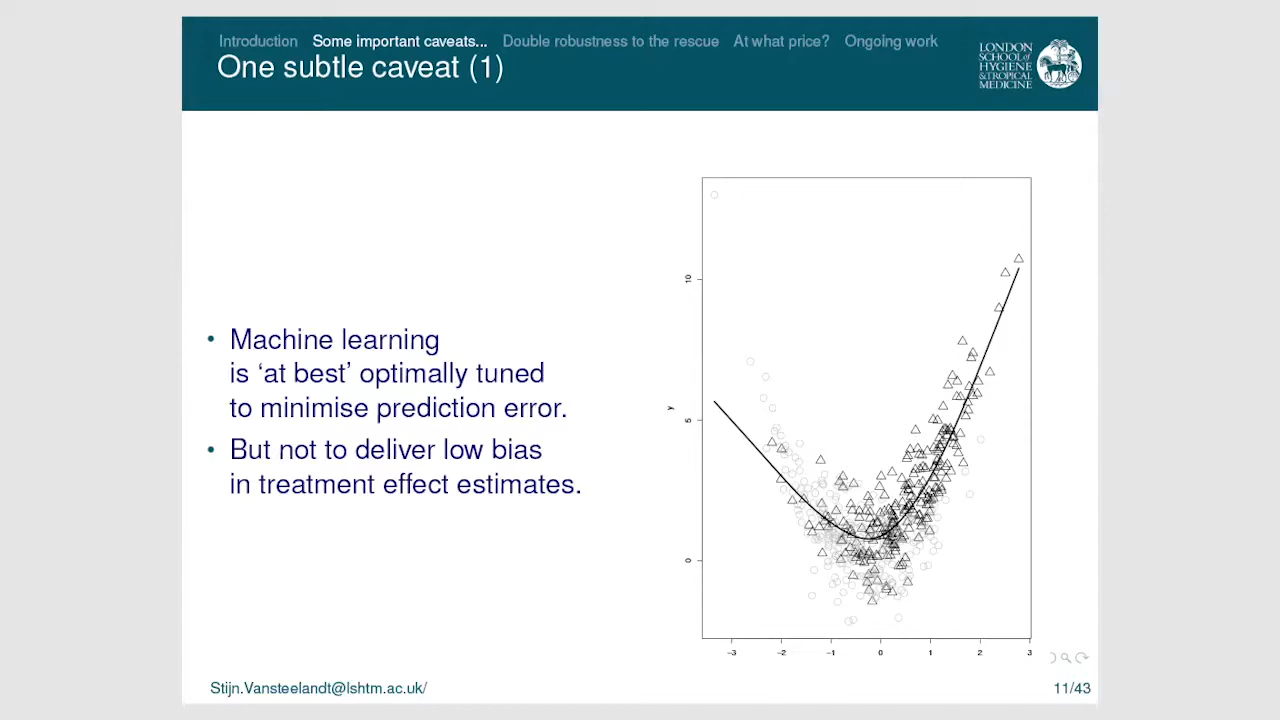 Introduction Some important caveats... Double robustness to the rescue At what price? Ongoing work
One subtle caveat (1)
LONDON
SCHOOL of
HYGIENE
& TROPICAL
MEDICINE
• Machine learning
is ‘at best’ optimally tuned
to minimise prediction error.
• But not to deliver low bias
in treatment effect estimates.
10
5
0
y
−3 −2 −1 0 1 2 3
Stijn.Vansteelandt@lshtm.ac.uk/
11/43